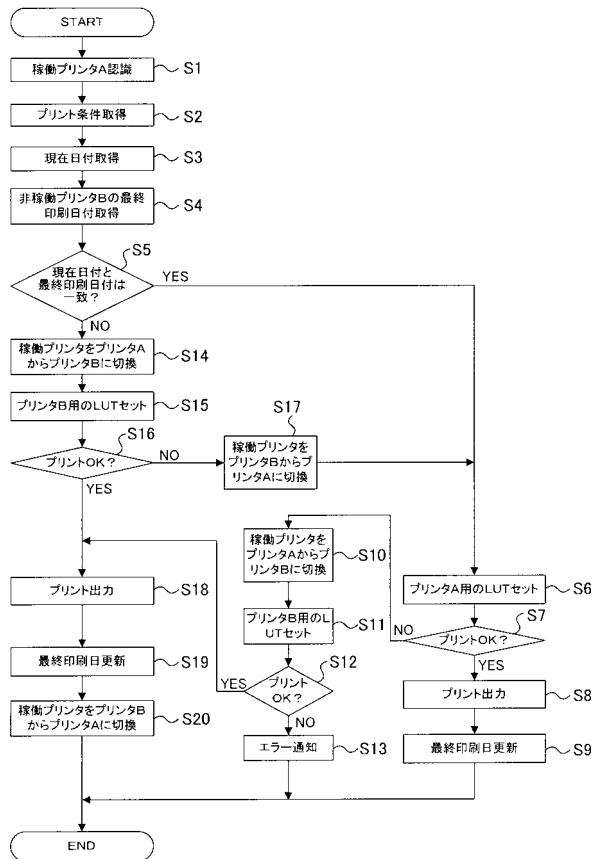 START
稼働プリンタA認識
S1
プリント条件取得
S2
現在日付取得
S3
非稼働プリンタBの最終
印刷日付取得
S4
S5
現在日付と
最終印刷日付は
一致?
YES
NO
稼働プリンタをプリンタA
からプリンタBに切換
S14
プリンタB用のLUTセット
S15
S16
プリントOK?
NO
YES
S17
稼働プリンタを
プリンタBからプ
リンタAに切換
稼働プリンタを
プリンタAからプ
リンタBに切換
S10
プリンタA用のLUTセット
S6
プリント出力
S18
プリンタB用のL
UTセット
S11
NO
S7
プリントOK?
YES
最終印刷日更新
S19
YES
S12
プリント
OK?
NO
プリント出力
S8
稼働プリンタをプリンタB
からプリンタAに切換
S20
エラー通知
S13
最終印刷日更新
S9
END